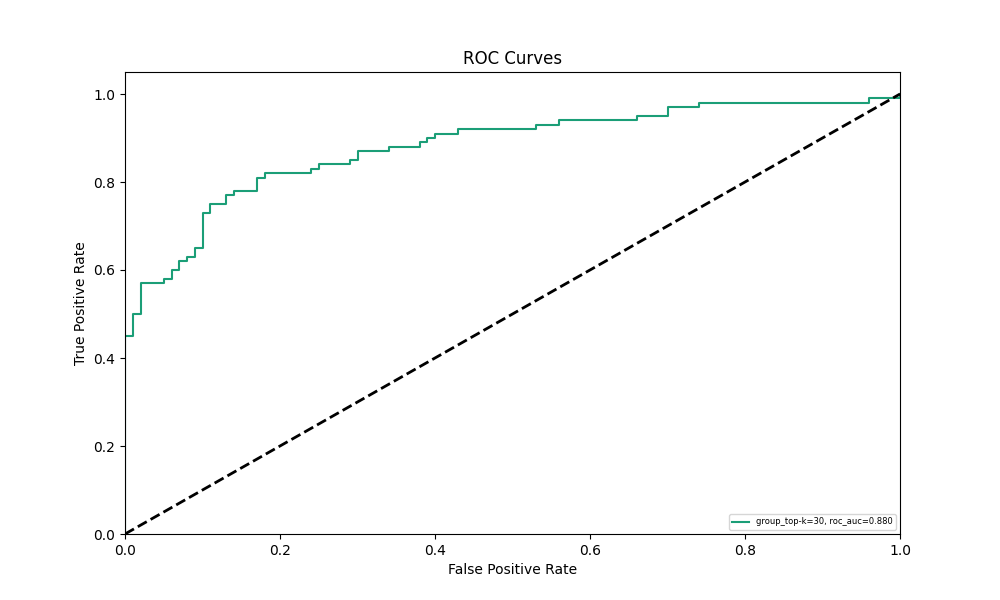 ROC Curves
1.0
0.8
0.6
0.4
0.2
0.0
True Positive Rate
0.0 0.2 0.4 0.6 0.8 1.0
False Positive Rate
group_top-k=30, roc_auc=0.880